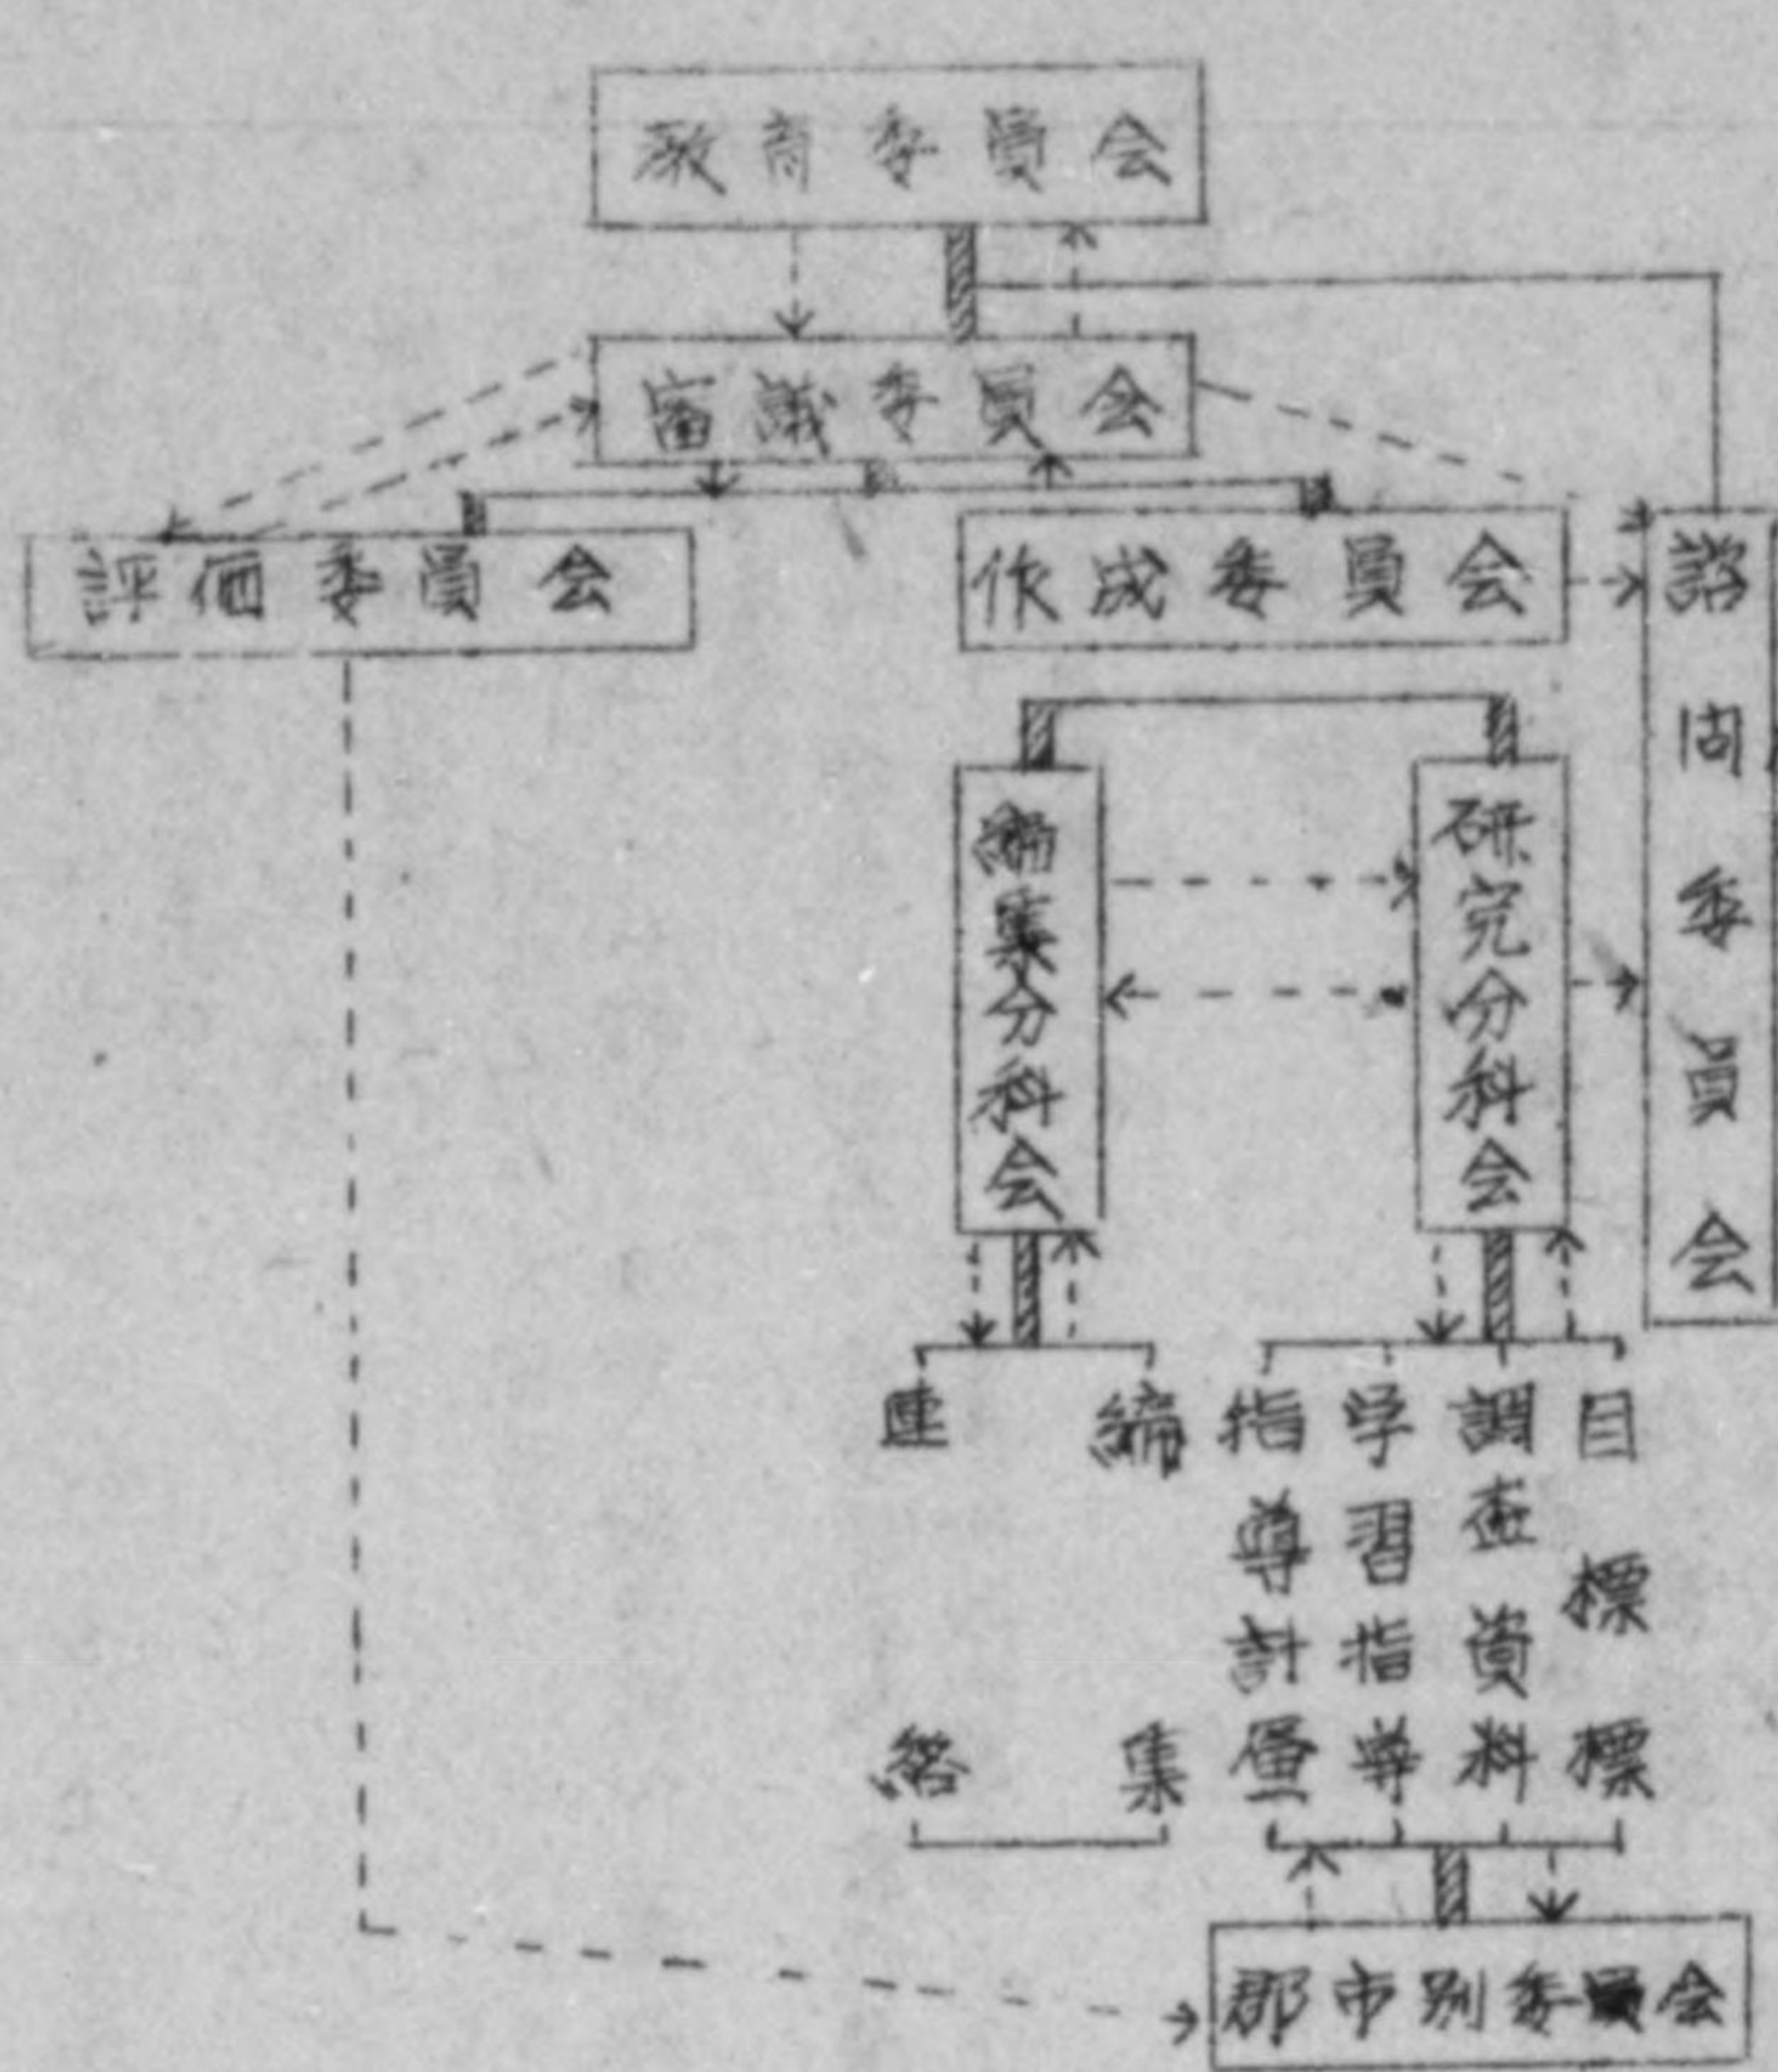 教育委員会
審議委員会
評価委員会
作成委員会
諮問委員会
編集分科会
研究分科会
目標標
調査資料
学習指導
指導計画
編集
連絡
郡市別委員会